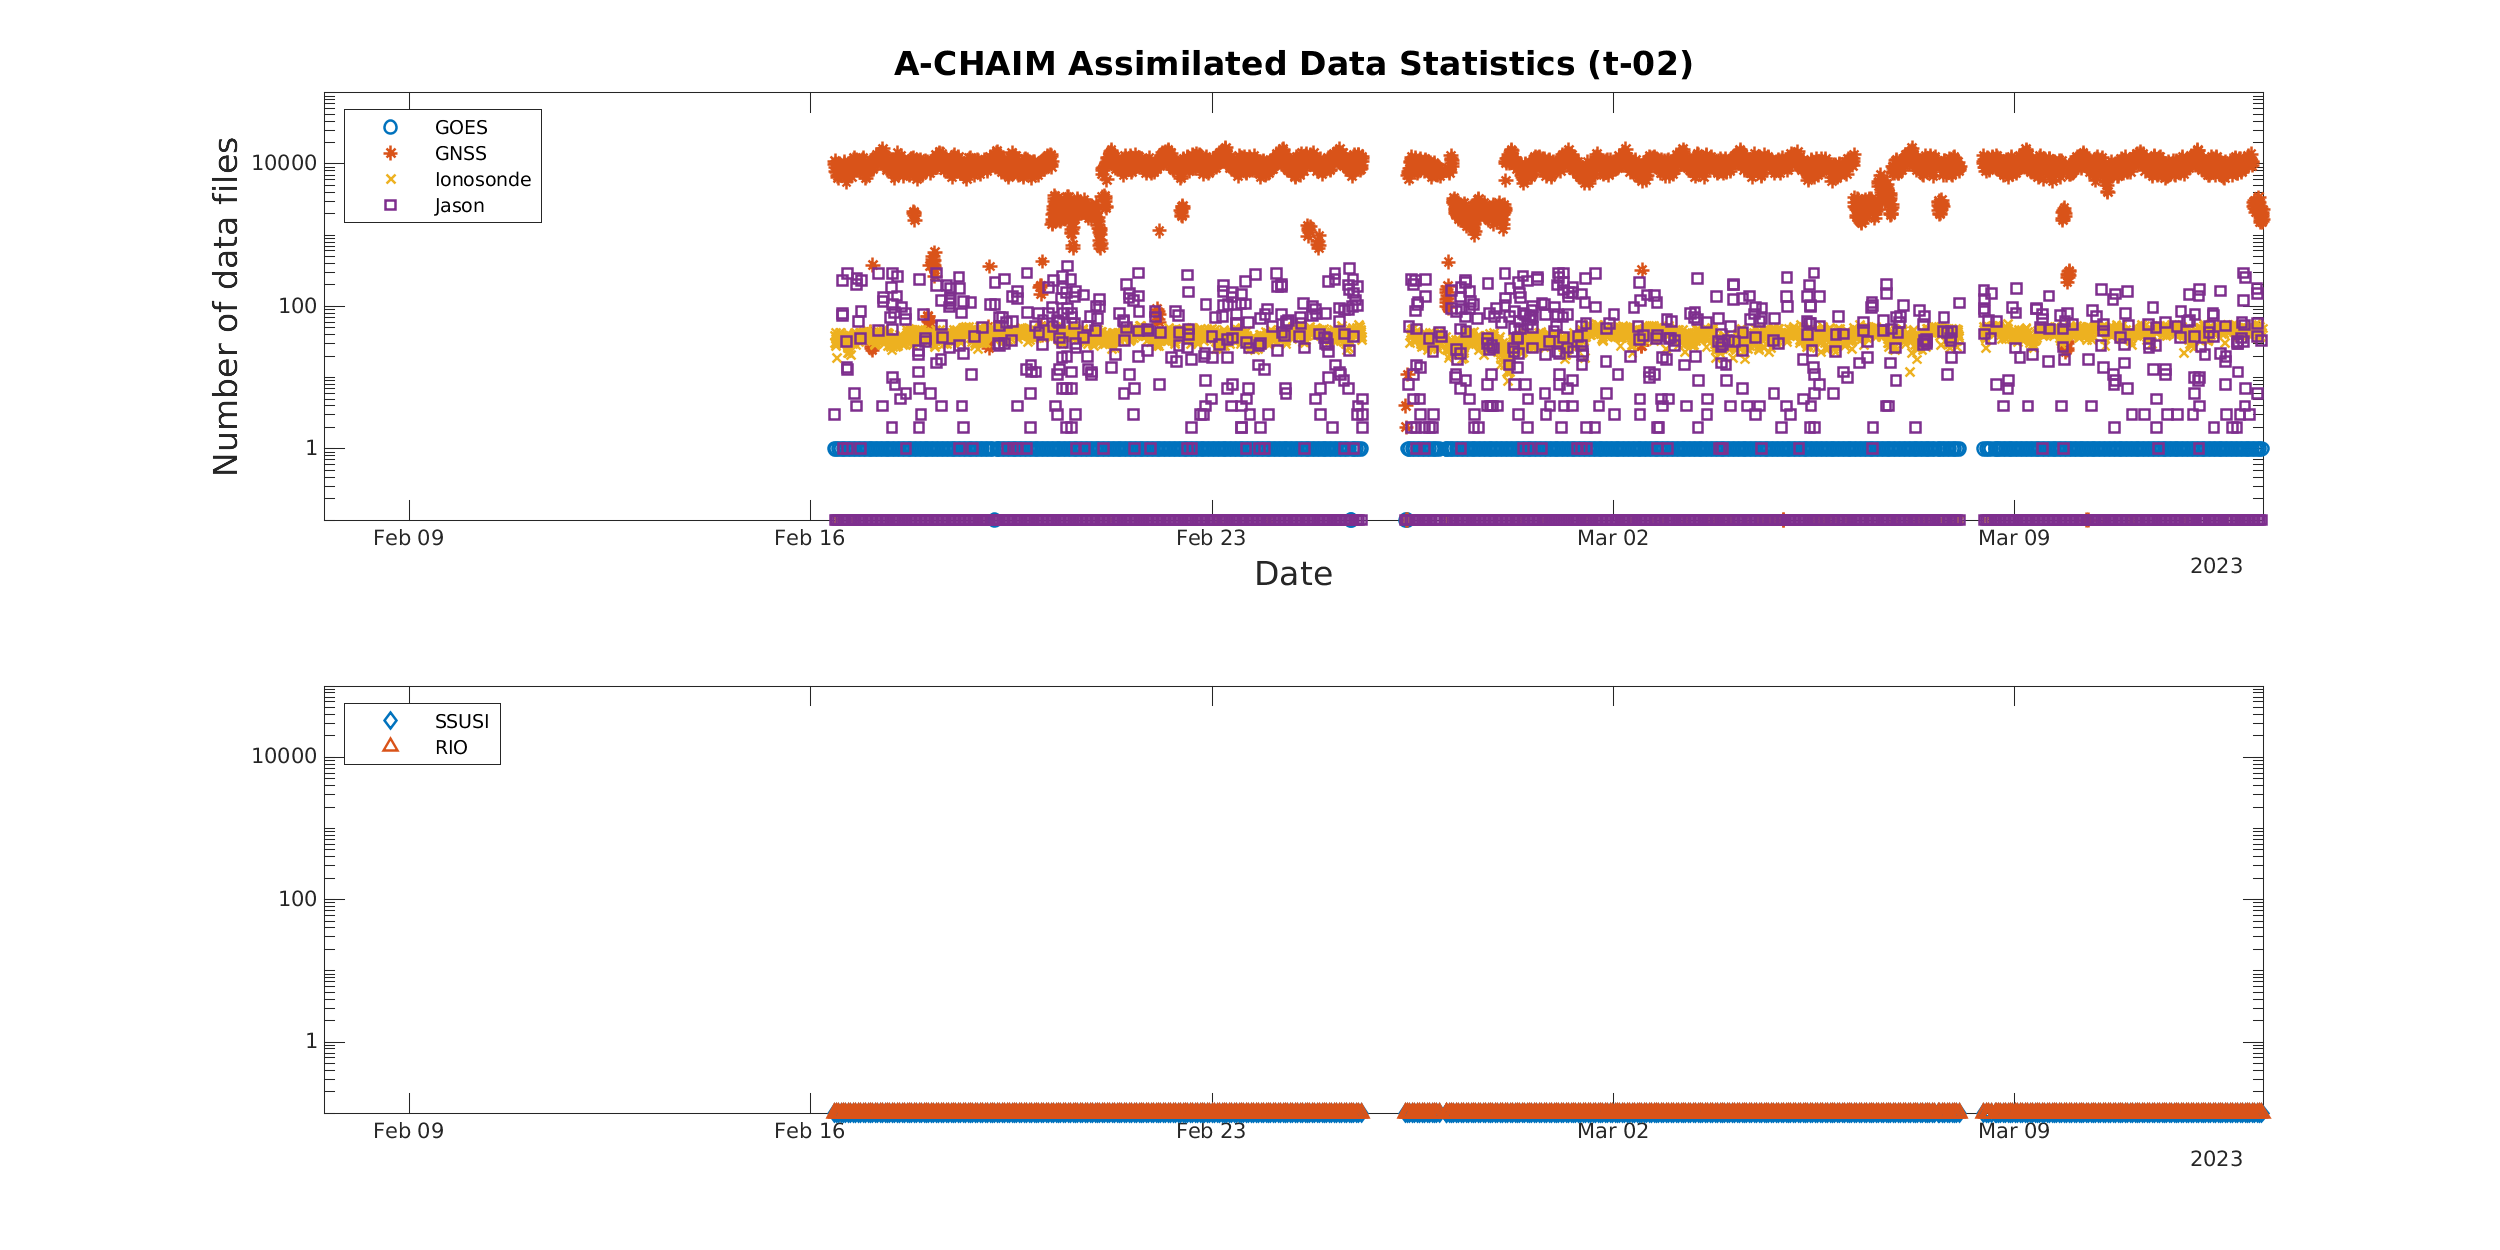 A-CHAIM Assimilated Data Statistics (t-02)
Number of data files
10000
100
1
GOES
GNSS
Ionosonde
Jason
Feb 09
Feb 16
Feb 23
Mar 02
Mar 09
2023
Date
10000
100
1
SSUSI
RIO
Feb 09
Feb 16
Feb 23
Mar 02
Mar 09
2023